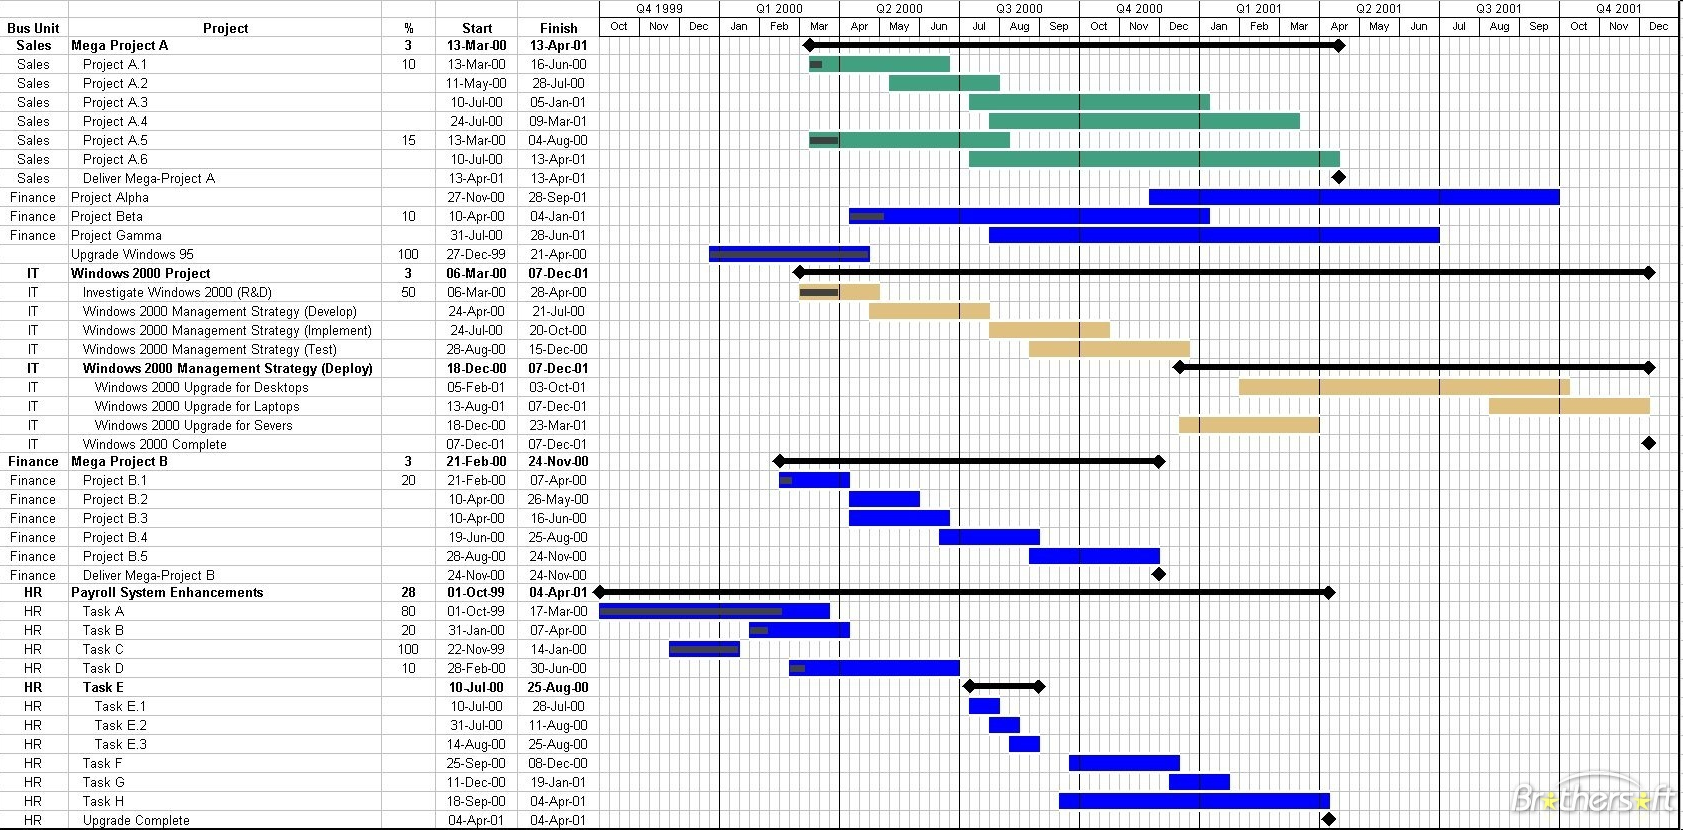 Q4 1999 Q1 2000 Q2 2000 Q3 2000 Q4 2000 Q1 2001 Q2 2001 Q3 2001 Q4 2001
Oct Nov Dec Jan Feb Mar Apr May Jun Jul Aug Sep Oct Nov Dec Jan Feb Mar Apr May Jun Jul Aug Sep Oct Nov Dec
Bus Unit Project % Start Finish
Sales Mega Project A 3 13-Mar-00 13-Apr-01
Sales Project A.1 10 13-Mar-00 16-Jun-00
Sales Project A.2 11-May-00 28-Jul-00
Sales Project A.3 10-Jul-00 05-Jan-01
Sales Project A.4 24-Jul-00 09-Mar-01
Sales Project A.5 15 13-Mar-00 04-Aug-00
Sales Project A.6 10-Jul-00 13-Apr-01
Sales Deliver Mega-Project A 13-Apr-01 13-Apr-01
Finance Project Alpha 27-Nov-00 28-Sep-01
Finance Project Beta 10 10-Apr-00 04-Jan-01
Finance Project Gamma 31-Jul-00 28-Jun-01
Upgrade Windows 95 100 27-Dec-99 21-Apr-00
IT Windows 2000 Project 3 06-Mar-00 07-Dec-01
IT Investigate Windows 2000 (R&D) 50 06-Mar-00 28-Apr-00
IT Windows 2000 Management Strategy (Develop) 24-Apr-00 21-Jul-00
IT Windows 2000 Management Strategy (Implement) 24-Jul-00 20-Oct-00
IT Windows 2000 Management Strategy (Test) 28-Aug-00 15-Dec-00
IT Windows 2000 Management Strategy (Deploy) 18-Dec-00 07-Dec-01
IT Windows 2000 Upgrade for Desktops 05-Feb-01 03-Oct-01
IT Windows 2000 Upgrade for Laptops 13-Aug-01 07-Dec-01
IT Windows 2000 Upgrade for Severs 18-Dec-00 23-Mar-01
IT Windows 2000 Complete 07-Dec-01 07-Dec-01
Finance Mega Project B 3 21-Feb-00 24-Nov-00
Finance Project B.1 20 21-Feb-00 07-Apr-00
Finance Project B.2 10-Apr-00 26-May-00
Finance Project B.3 10-Apr-00 16-Jun-00
Finance Project B.4 19-Jun-00 25-Aug-00
Finance Project B.5 28-Aug-00 24-Nov-00
Finance Deliver Mega-Project B 24-Nov-00 24-Nov-00
HR Payroll System Enhancements 28 01-Oct-99 04-Apr-01
HR Task A 80 01-Oct-99 17-Mar-00
HR Task B 20 31-Jan-00 07-Apr-00
HR Task C 100 22-Nov-99 14-Jan-00
HR Task D 10 28-Feb-00 30-Jun-00
HR Task E 10-Jul-00 25-Aug-00
HR Task E.1 10-Jul-00 28-Jul-00
HR Task E.2 31-Jul-00 11-Aug-00
HR Task E.3 14-Aug-00 25-Aug-00
HR Task F 25-Sep-00 08-Dec-00
HR Task G 11-Dec-00 19-Jan-01
HR Task H 18-Sep-00 04-Apr-01
HR Upgrade Complete 04-Apr-01 04-Apr-01
Brothersoft